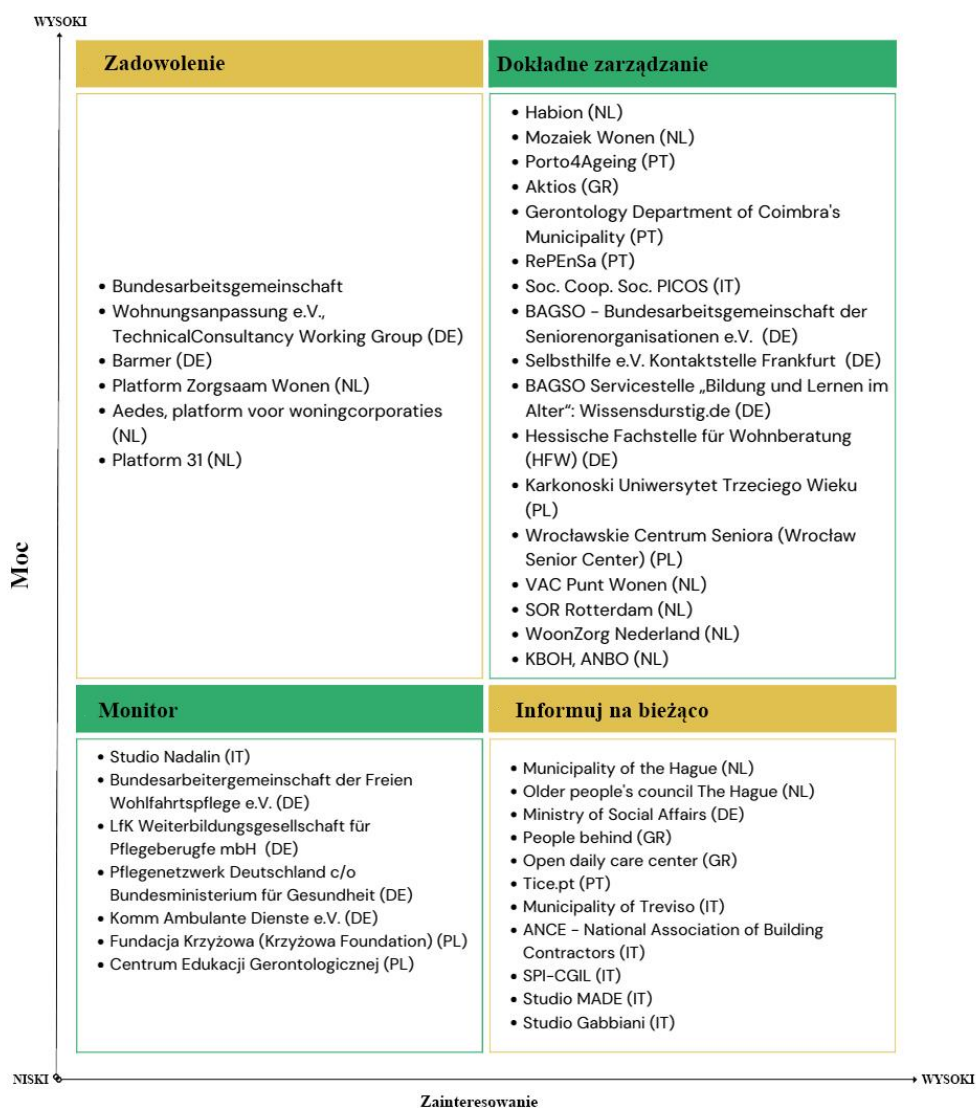 WYSOKI
Zadowolenie
Dokładne zarządzanie
• Bundesarbeitsgemeinschaft
• Wohnungsanpassung e.V.,
TechnicalConsultancy Working Group (DE)
• Barmer (DE)
• Platform Zorgsaam Wonen (NL)
• Aedes, platform voor woningcorporaties
(NL)
• Platform 31 (NL)
• Habion (NL)
• Mozaiek Wonen (NL)
• Porto4Ageing (PT)
• Aktios (GR)
• Gerontology Department of Coimbra's
Municipality (PT)
• RePEnSa (PT)
• Soc. Coop. Soc. PICOS (IT)
• BAGSO - Bundesarbeitsgemeinschaft der
Seniorenorganisationen e.V. (DE)
• Selbsthilfe e.V. Kontaktstelle Frankfurt (DE)
• BAGSO Servicestelle „Bildung und Lernen im
Alter“: Wissensdurstig.de (DE)
• Hessische Fachstelle für Wohnberatung
(HFW) (DE)
• Karkonoski Uniwersytet Trzeciego Wieku
(PL)
• Wrocławskie Centrum Seniora (Wrocław
Senior Center) (PL)
• VAC Punt Wonen (NL)
• SOR Rotterdam (NL)
• WoonZorg Nederland (NL)
• KBOH, ANBO (NL)
Moc
Monitor
Informuj na bieżąco
• Studio Nadalin (IT)
• Bundesarbeitergemeinschaft der Freien
Wohlfahrtspflege e.V. (DE)
• LfK Weiterbildungsgesellschaft für
Pflegeberugfe mbH (DE)
• Pflegenetzwerk Deutschland c/o
Bundesministerium für Gesundheit (DE)
• Komm Ambulante Dienste e.V. (DE)
• Fundacja Krzyżowa (Krzyżowa Foundation) (PL)
• Centrum Edukacji Gerontologicznej (PL)
• Municipality of the Hague (NL)
• Older people's council The Hague (NL)
• Ministry of Social Affairs (DE)
• People behind (GR)
• Open daily care center (GR)
• Tice.pt (PT)
• Municipality of Treviso (IT)
• ANCE - National Association of Building
Contractors (IT)
• SPI-CGIL (IT)
• Studio MADE (IT)
• Studio Gabbiani (IT)
NISKI
WYSOKI
Zainteresowanie